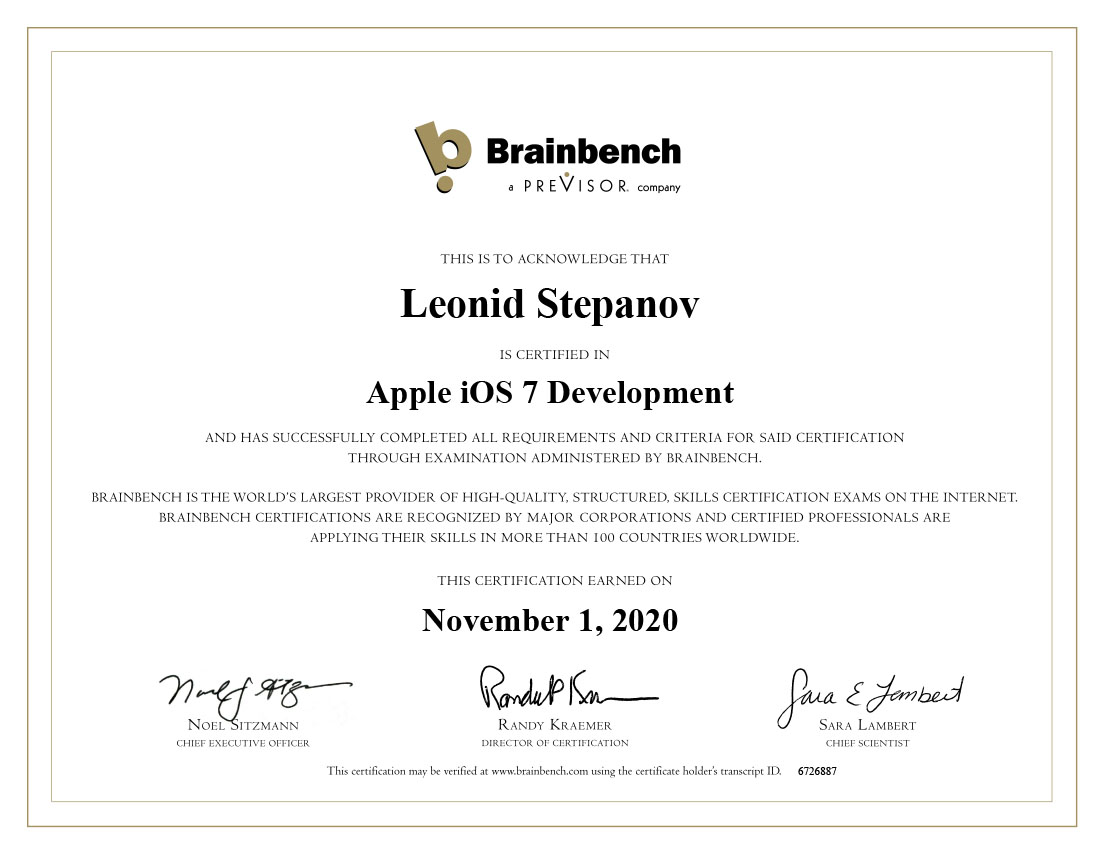 Brainbench
a PREVISOR. company
THIS IS TO ACKNOWLEDGE THAT
Leonid Stepanov
IS CERTIFIED IN
Apple iOS 7 Development
AND HAS SUCCESSFULLY COMPLETED ALL REQUIREMENTS AND CRITERIA FOR SAID CERTIFICATION
THROUGH EXAMINATION ADMINISTERED BY BRAINBENCH.
BRAINBENCH IS THE WORLD'S LARGEST PROVIDER OF HIGH-QUALITY, STRUCTURED, SKILLS CERTIFICATION EXAMS ON THE INTERNET.
BRAINBENCH CERTIFICATIONS ARE RECOGNIZED BY MAJOR CORPORATIONS AND CERTIFIED PROFESSIONALS ARE
APPLYING THEIR SKILLS IN MORE THAN 100 COUNTRIES WORLDWIDE.
THIS CERTIFICATION EARNED ON
November 1, 2020
Sara E Lambert
NOEL SITZMANN
CHIEF EXECUTIVE OFFICER
RANDY KRAEMER
DIRECTOR OF CERTIFICATION
SARA LAMBERT
CHIEF SCIENTIST
This certification may be verified at www.brainbench.com using the certificate holder's transcript ID. 6726887